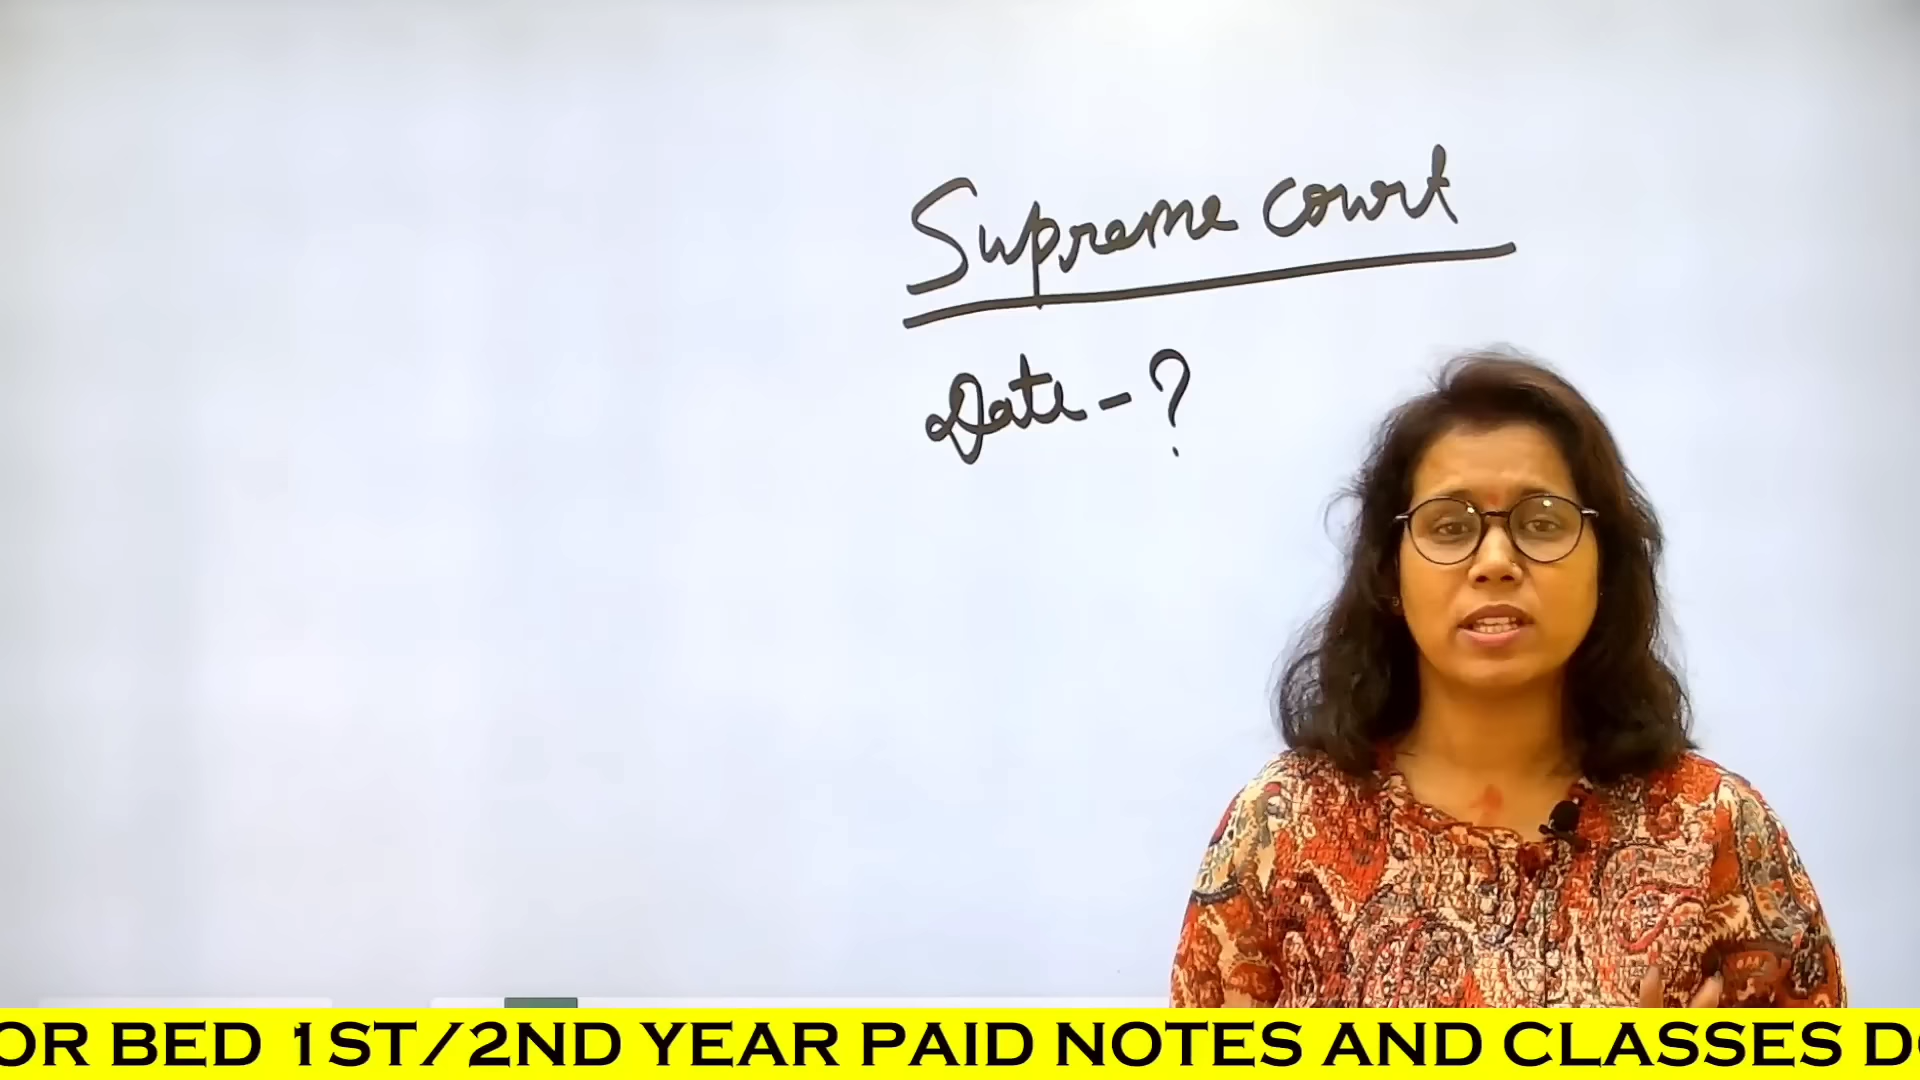 Supreme court
Date - ?
OR BED 1ST/2ND YEAR PAID NOTES AND CLASSES D